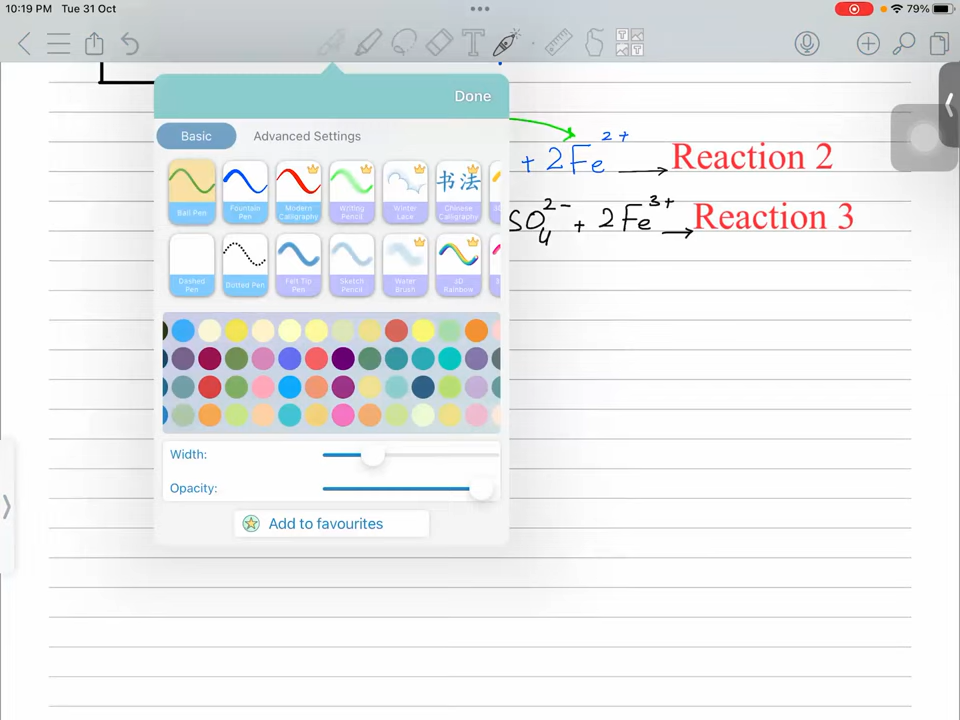 10:19 PM Tue 31 Oct
79%
Done
Basic
Advanced Settings
Ball Pen
Fountain Pen
Modern Calligraphy
Writing Pencil
Winter Lace
书法
Chinese Calligraphy
Dashed Pen
Dotted Pen
Felt Tip Pen
Sketch Pencil
Water Brush
3D Rainbow
Width:
Opacity:
Add to favourites
+ 2Fe²⁺ → Reaction 2
SO₄²⁻ + 2Fe³⁺ → Reaction 3